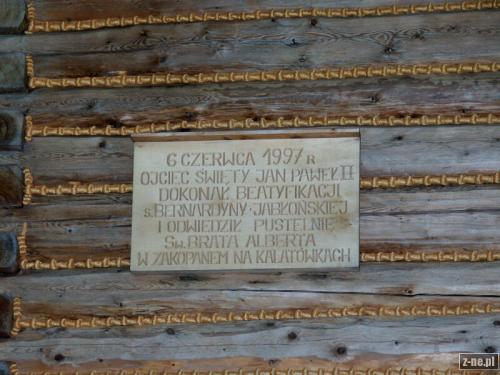 6 CZERWCA 1997 R
OJCIEC ŚWIĘTY JAN PAWEŁ II
DOKONAŁ BEATYFIKACJI
S. BERNARDYNY JABŁOŃSKIEJ
I ODWIEDZIŁ PUSTELNIĘ
ŚW. BRATA ALBERTA
W ZAKOPANEM NA KALATÓWKACH
z-ne.pl